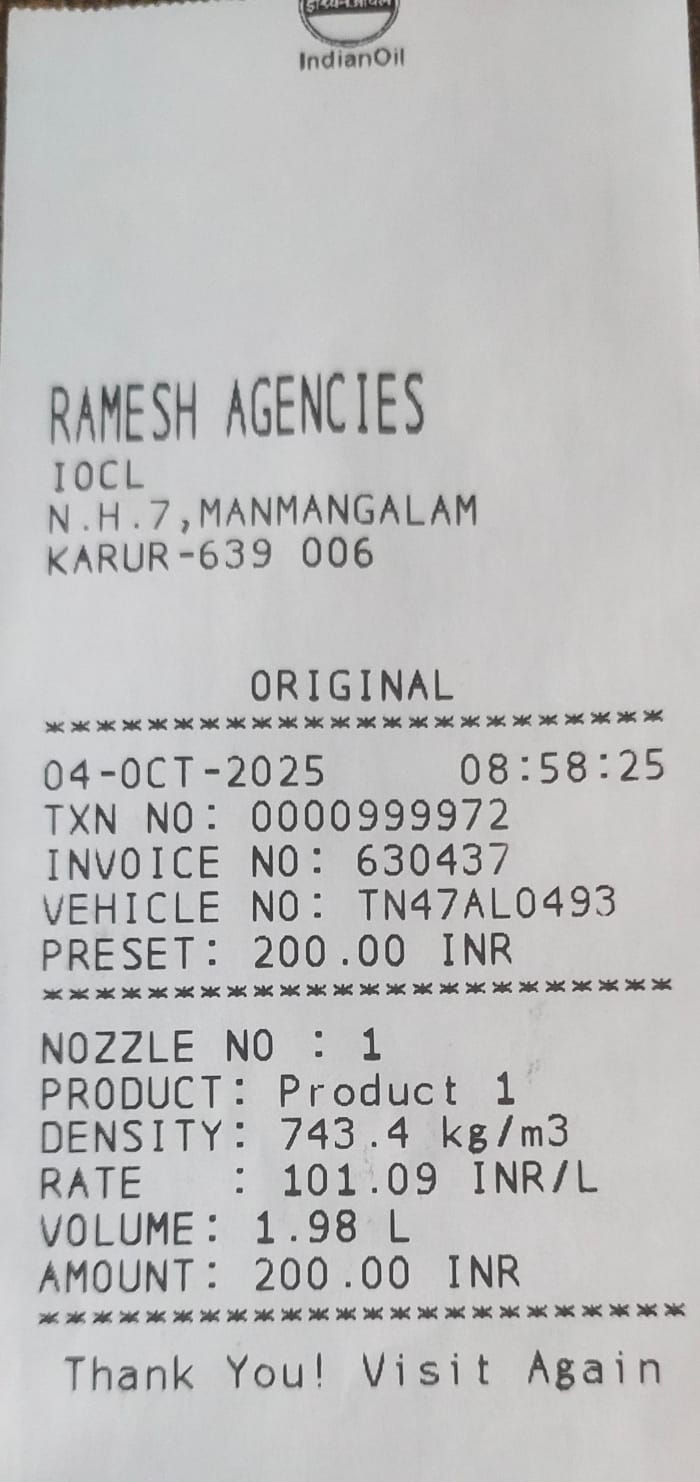 IndianOil
RAMESH AGENCIES
IOCL
N.H.7,MANMANGALAM
KARUR-639 006
ORIGINAL
************************
04-OCT-2025 08:58:25
TXN NO: 0000999972
INVOICE NO: 630437
VEHICLE NO: TN47AL0493
PRESET: 200.00 INR
************************
NOZZLE NO : 1
PRODUCT: Product 1
DENSITY: 743.4 kg/m3
RATE : 101.09 INR/L
VOLUME: 1.98 L
AMOUNT: 200.00 INR
************************
Thank You! Visit Again